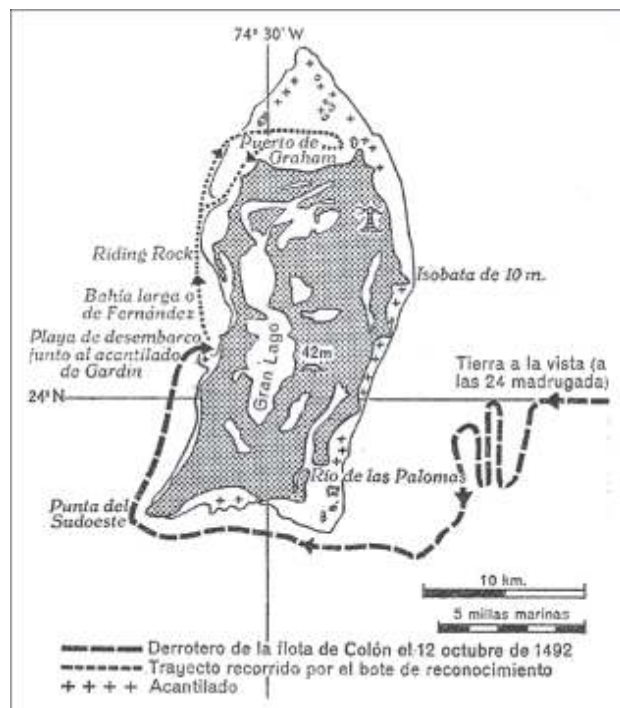 74º 30' W
Puerto de
Graham
Riding Rock
Isobata de 10 m.
Bahía larga o
de Fernández
Playa de desembarco
junto al acantilado
de Gardin
42m
Gran Lago
Tierra a la vista (a
las 24 madrugada)
24ºN
Río de las Palomas
Punta del
Sudoeste
10 km.
5 millas marinas
Derrotero de la flota de Colón el 12 octubre de 1492
Trayecto recorrido por el bote de reconocimiento
Acantilado